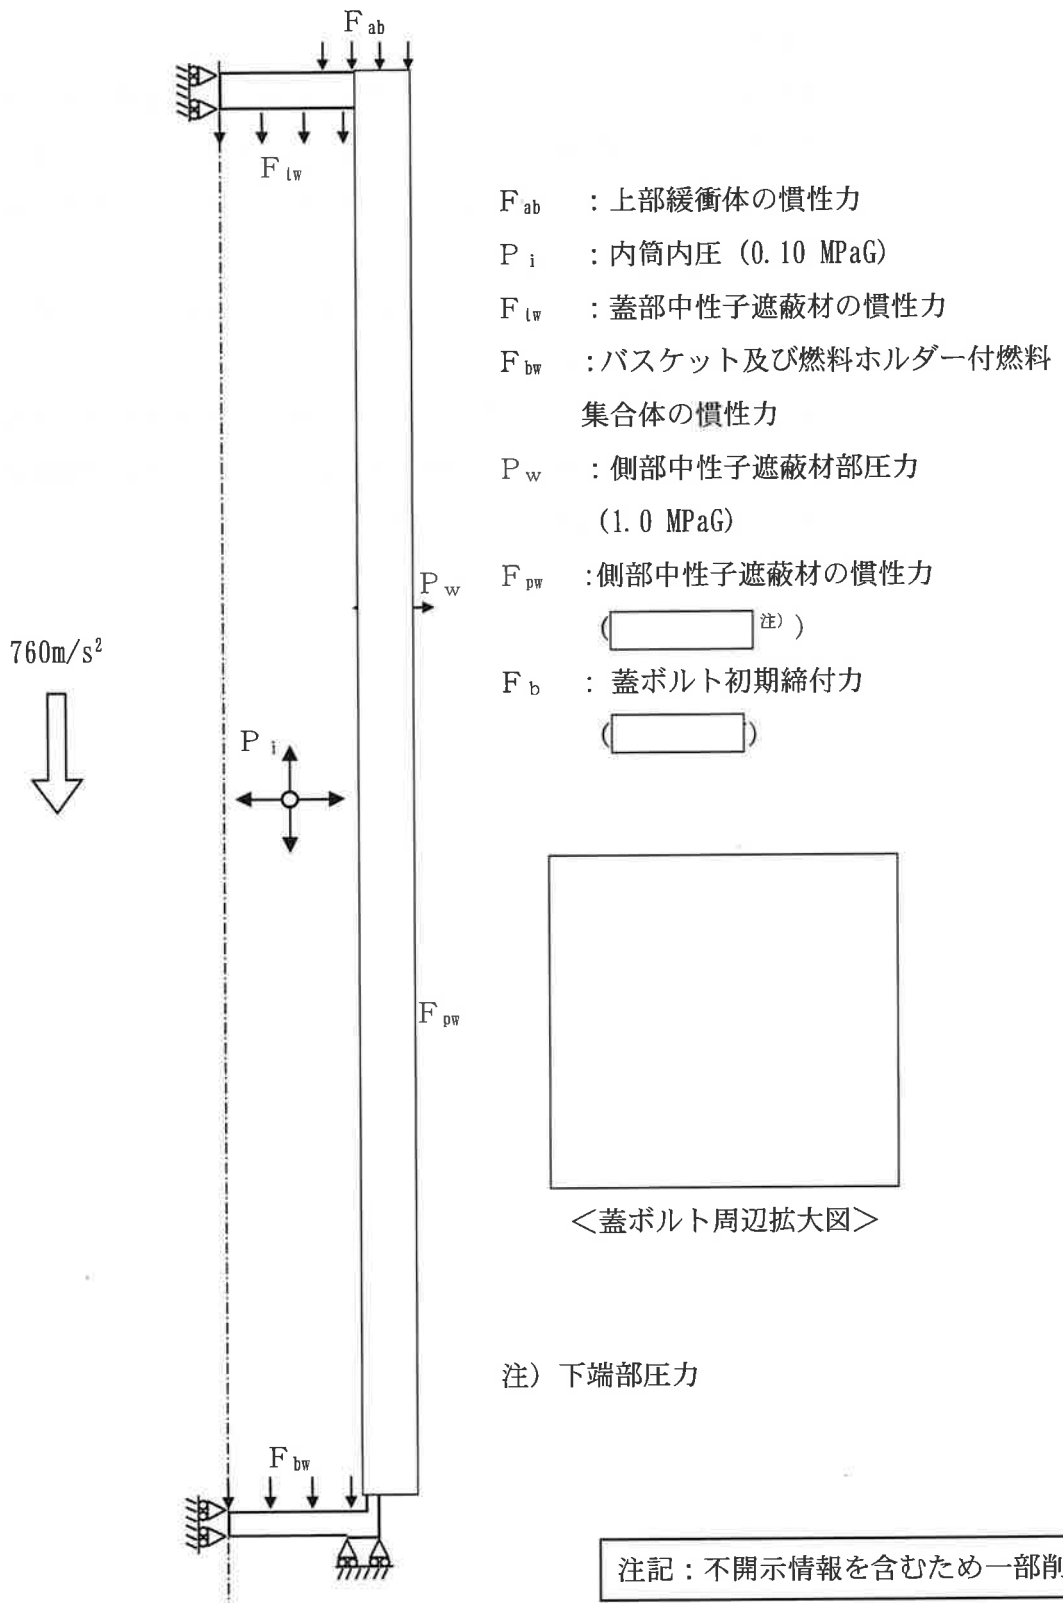 F ab
F lw
F ab : 上部緩衝体の慣性力
P i : 内筒内圧 (0.10 MPaG)
F lw : 蓋部中性子遮蔽材の慣性力
F bw :バスケット及び燃料ホルダー付燃料
集合体の慣性力
P w : 側部中性子遮蔽材部圧力
(1.0 MPaG)
F pw :側部中性子遮蔽材の慣性力
( 注) )
F b : 蓋ボルト初期締付力
( )
P w
760m/s²
P i
F pw
<蓋ボルト周辺拡大図>
注) 下端部圧力
F bw
注記：不開示情報を含むため一部削